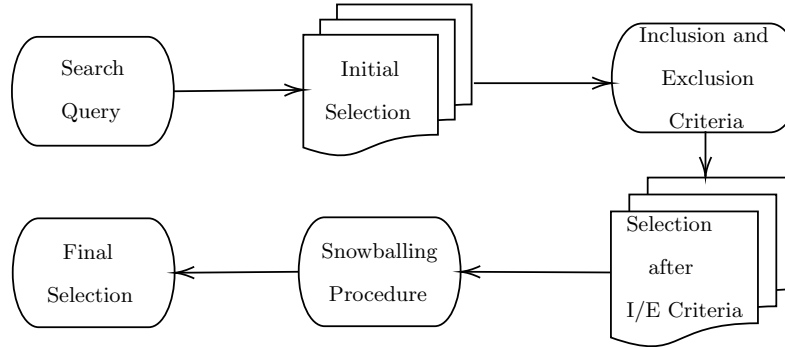 Search
Query
Initial
Selection
Inclusion and
Exclusion
Criteria
Selection
after
I/E Criteria
Snowballing
Procedure
Final
Selection